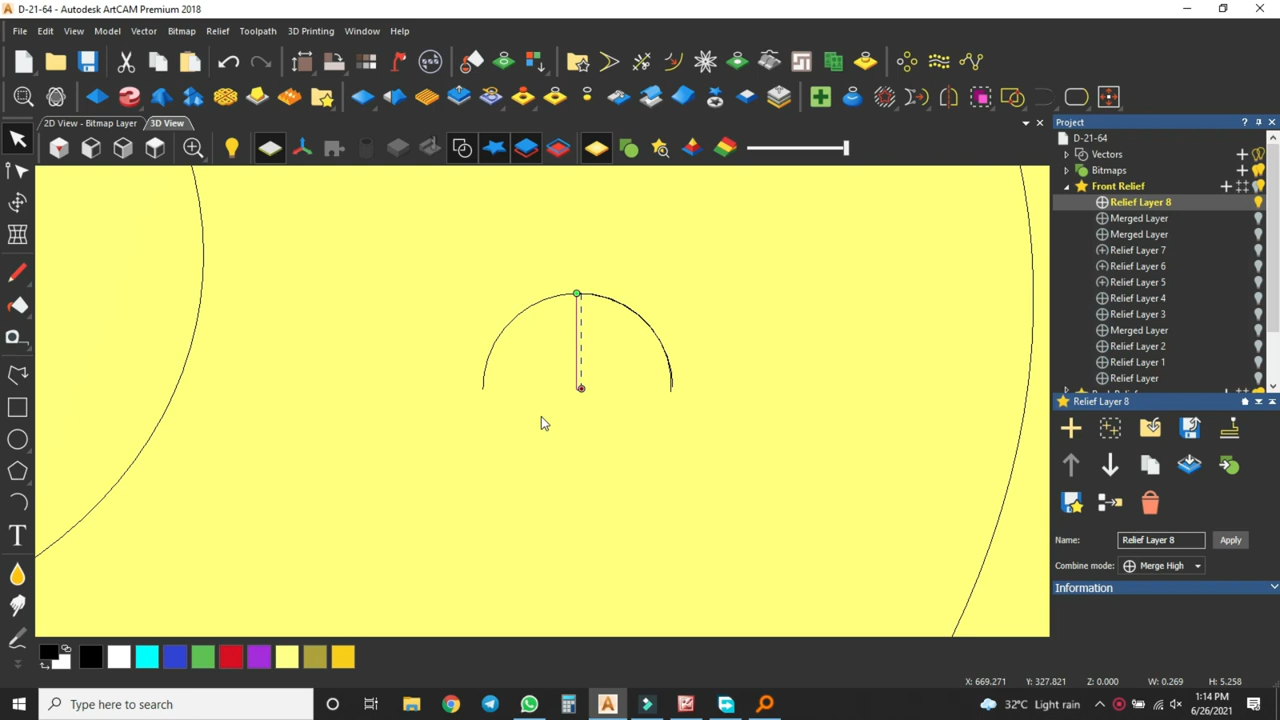 D-21-64 - Autodesk ArtCAM Premium 2018
File Edit View Model Vector Bitmap Relief Toolpath 3D Printing Window Help
2D View - Bitmap Layer 3D View
Project
D-21-64
Vectors
Bitmaps
Front Relief
Relief Layer 8
Merged Layer
Merged Layer
Relief Layer 7
Relief Layer 6
Relief Layer 5
Relief Layer 4
Relief Layer 3
Merged Layer
Relief Layer 2
Relief Layer 1
Relief Layer
Relief Layer 8
Name: Relief Layer 8 Apply
Combine mode: Merge High
Information
X: 669.271 Y: 327.821 Z: 0.000 W: 0.269 H: 5.258
Type here to search
32°C Light rain
1:14 PM
6/26/2021